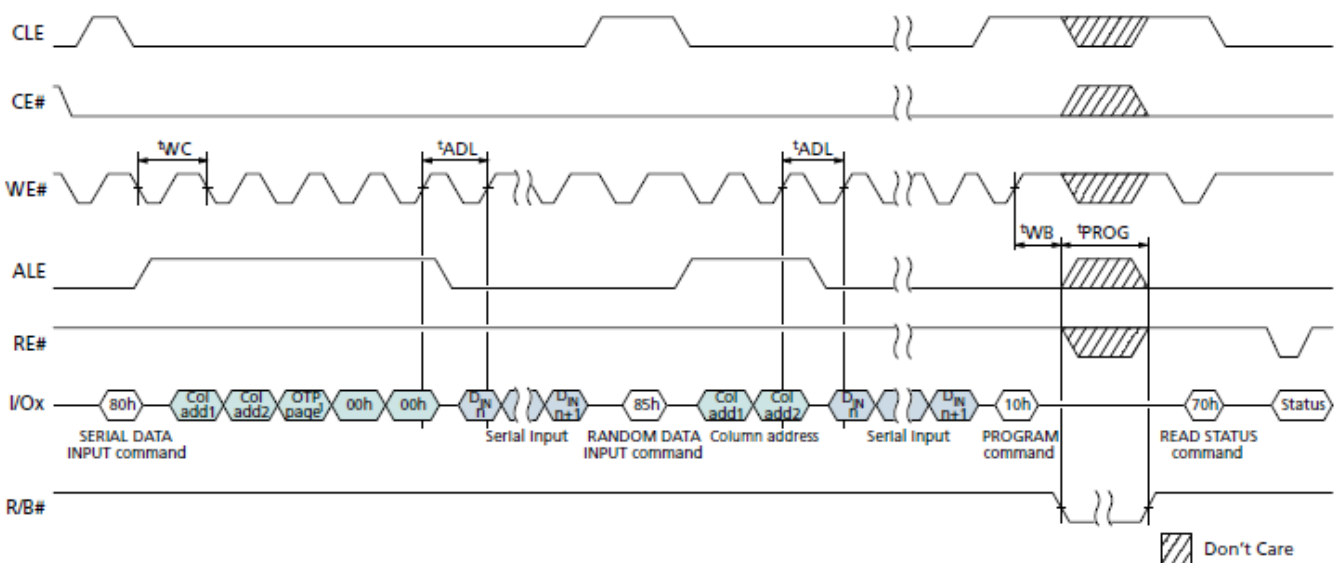 CLE
CE#
tWC
tADL
tADL
WE#
tWB
tPROG
ALE
RE#
I/Ox
80h
Col add1
Col add2
OTP page1
00h
00h
DIN n
DIN n+1
85h
Col add1
Col add2
DIN n
DIN n+1
10h
70h
Status
SERIAL DATA
INPUT command
Serial input
RANDOM DATA
INPUT command
Column address
Serial input
PROGRAM
command
READ STATUS
command
R/B#
Don't Care